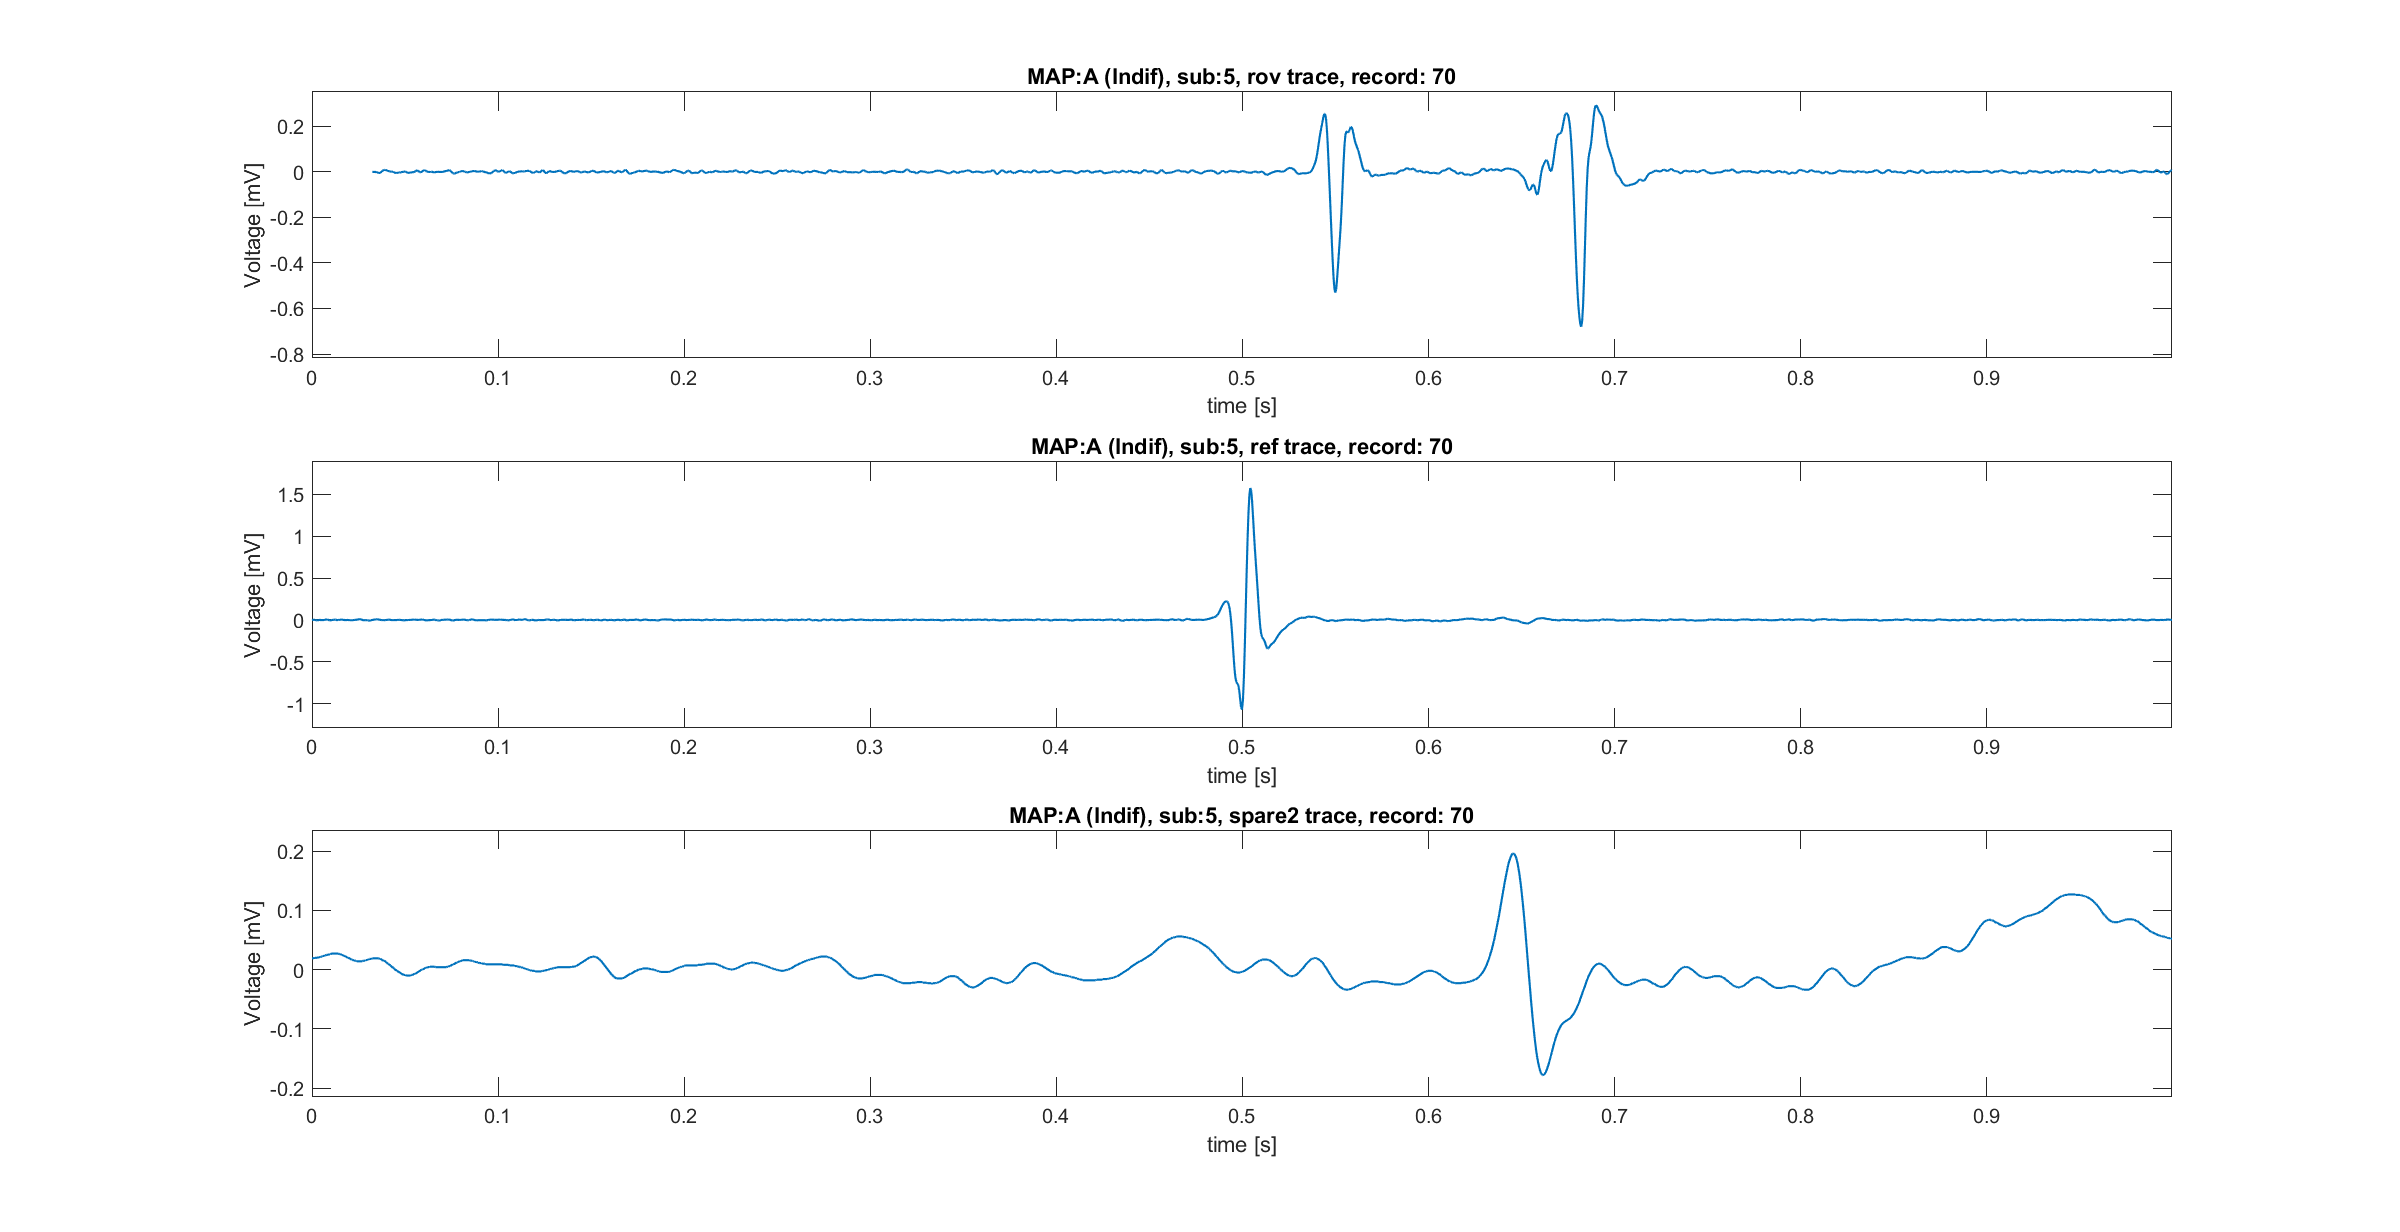 MAP:A (Indif), sub:5, rov trace, record: 70
Voltage [mV]
0.2
0
-0.2
-0.4
-0.6
-0.8
0 0.1 0.2 0.3 0.4 0.5 0.6 0.7 0.8 0.9
time [s]
MAP:A (Indif), sub:5, ref trace, record: 70
Voltage [mV]
1.5
1
0.5
0
-0.5
-1
0 0.1 0.2 0.3 0.4 0.5 0.6 0.7 0.8 0.9
time [s]
MAP:A (Indif), sub:5, spare2 trace, record: 70
Voltage [mV]
0.2
0.1
0
-0.1
-0.2
0 0.1 0.2 0.3 0.4 0.5 0.6 0.7 0.8 0.9
time [s]